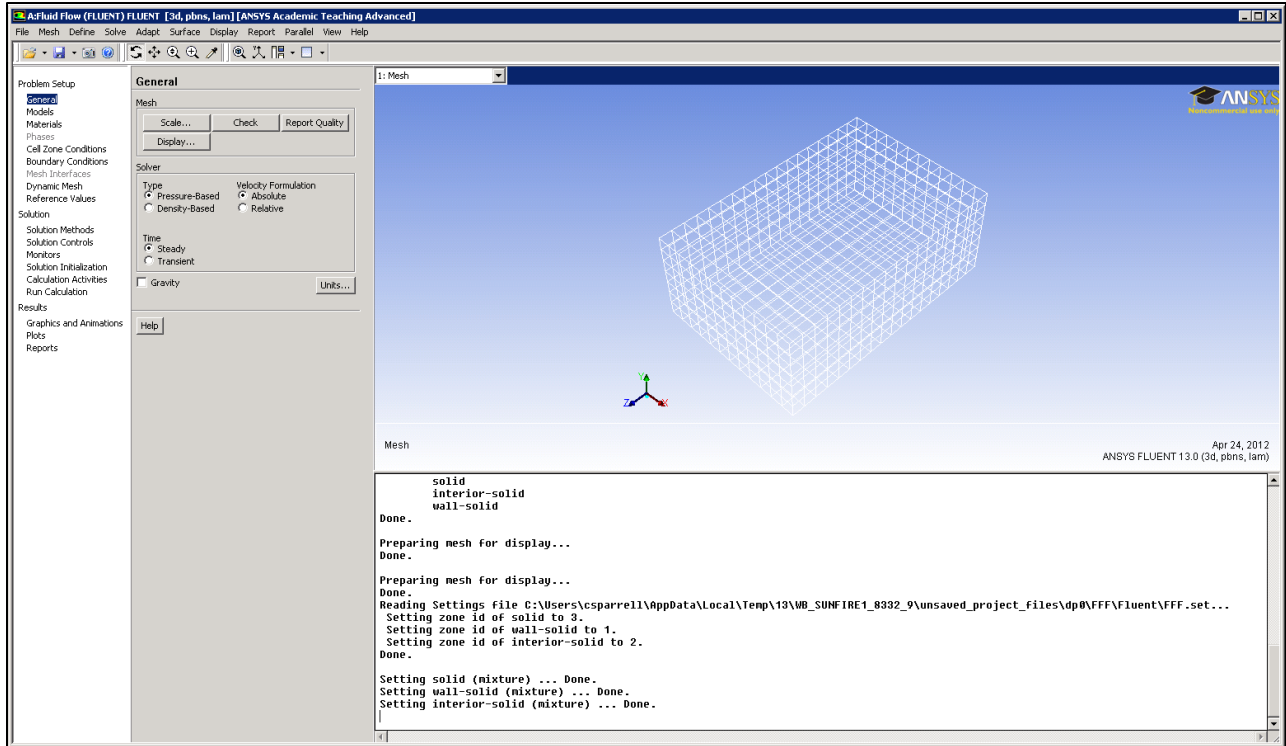 A:Fluid Flow (FLUENT) FLUENT [3d, pbns, lam] [ANSYS Academic Teaching Advanced]
File Mesh Define Solve Adapt Surface Display Report Parallel View Help
Problem Setup
General
Models
Materials
Phases
Cell Zone Conditions
Boundary Conditions
Mesh Interfaces
Dynamic Mesh
Reference Values
Solution
Solution Methods
Solution Controls
Monitors
Solution Initialization
Calculation Activities
Run Calculation
Results
Graphics and Animations
Plots
Reports
General
Mesh
Scale... Check Report Quality
Display...
Solver
Type Velocity Formulation
Pressure-Based Absolute
Density-Based Relative
Time
Steady
Transient
Gravity Units...
Help
1: Mesh
ANSYS
Noncommercial use only
Y
Z X
Mesh Apr 24, 2012
ANSYS FLUENT 13.0 (3d, pbns, lam)
solid
interior-solid
wall-solid
Done.
Preparing mesh for display...
Done.
Preparing mesh for display...
Done.
Reading Settings file C:\Users\csparrell\AppData\Local\Temp\13\WB_SUNFIRE1_8332_9\unsaved_project_files\dp0\FFF\Fluent\FFF.set...
Setting zone id of solid to 3.
Setting zone id of wall-solid to 1.
Setting zone id of interior-solid to 2.
Done.
Setting solid (mixture) ... Done.
Setting wall-solid (mixture) ... Done.
Setting interior-solid (mixture) ... Done.